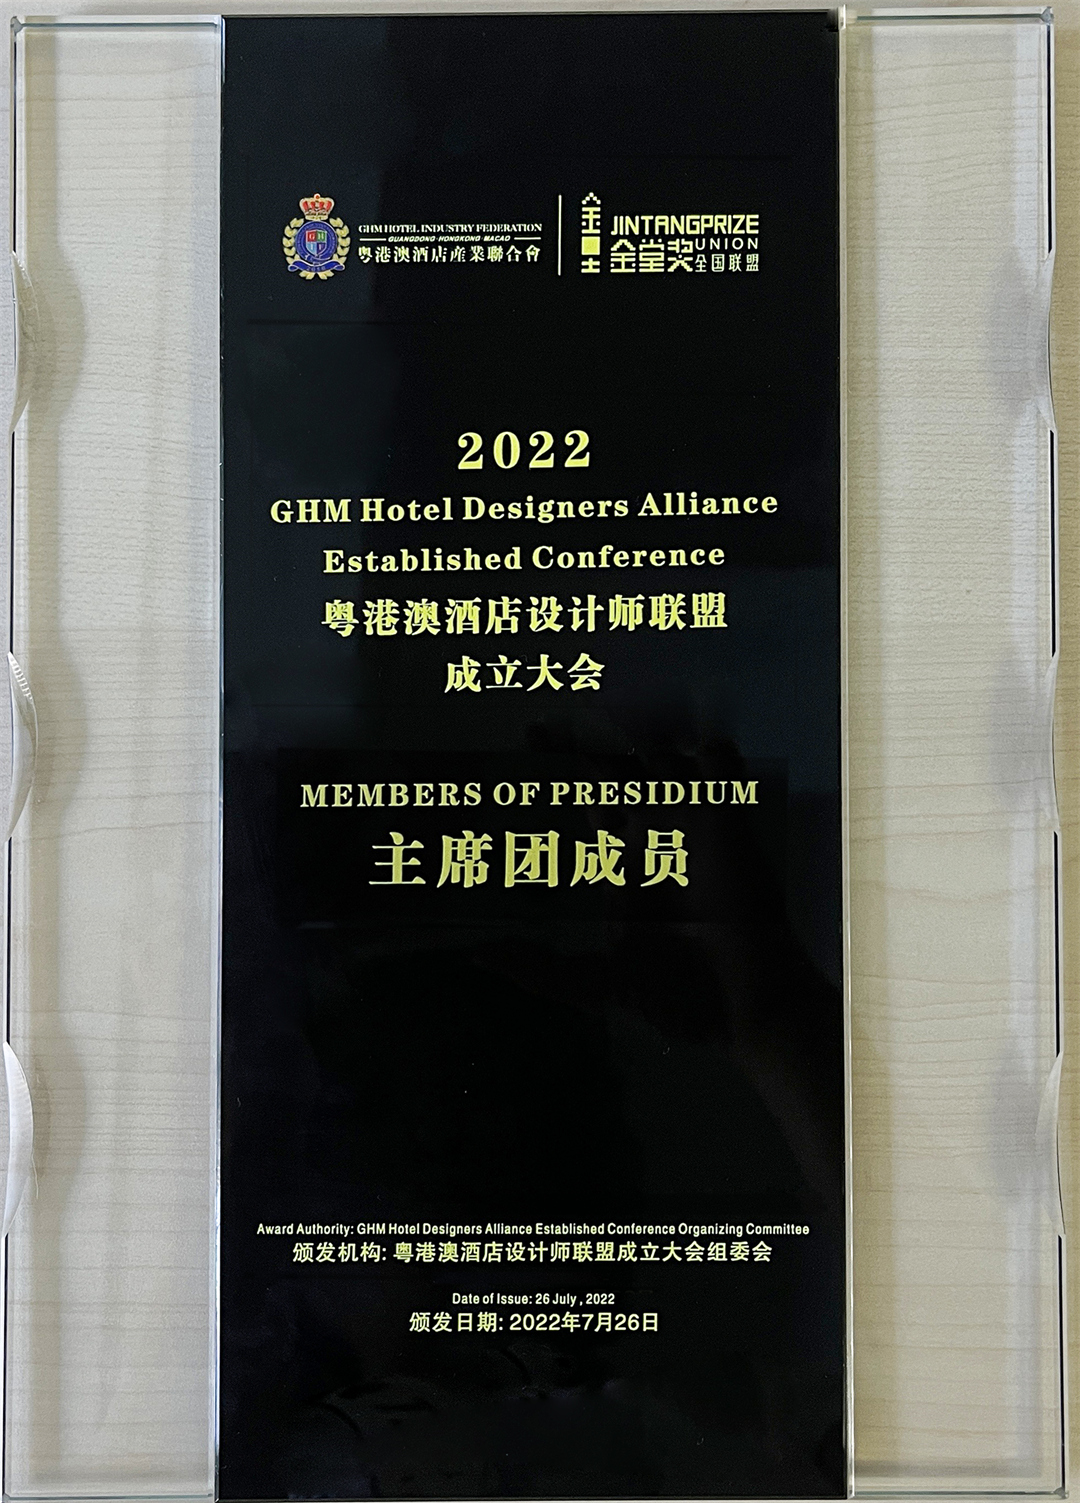 GHM HOTEL INDUSTRY FEDERATION
GUANGDONG·HONGKONG·MACAO
粤港澳酒店産業聯合會
JINTANGPRIZE
金堂奖 UNION
全国联盟
2022
GHM Hotel Designers Alliance
Established Conference
粤港澳酒店设计师联盟
成立大会
MEMBERS OF PRESIDIUM
主席团成员
Award Authority: GHM Hotel Designers Alliance Established Conference Organizing Committee
颁发机构: 粤港澳酒店设计师联盟成立大会组委会
Date of Issue: 26 July , 2022
颁发日期: 2022年7月26日